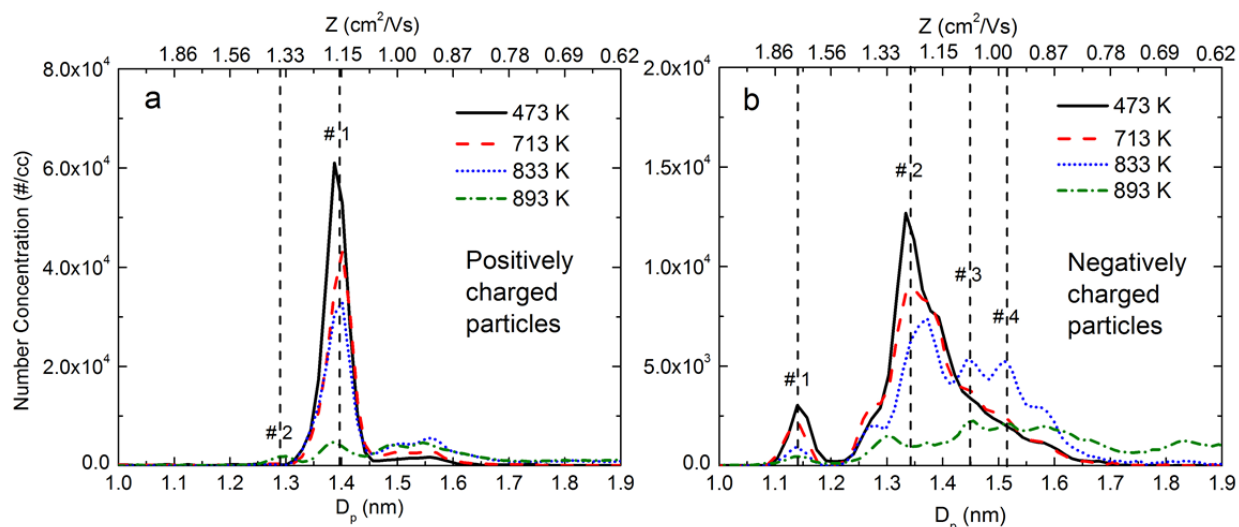 Z (cm²/Vs)
1.86 1.56 1.33 1.15 1.00 0.87 0.78 0.69 0.62
8.0x10⁴
a
# 1
473 K
713 K
833 K
893 K
6.0x10⁴
Number Concentration (#/cc)
4.0x10⁴
Positively
charged
particles
2.0x10⁴
# 2
0.0
1.0 1.1 1.2 1.3 1.4 1.5 1.6 1.7 1.8 1.9
Dₚ (nm)
Z (cm²/Vs)
1.86 1.56 1.33 1.15 1.00 0.87 0.78 0.69 0.62
2.0x10⁴
b
473 K
713 K
833 K
893 K
1.5x10⁴
# 2
1.0x10⁴
# 3
Negatively
charged
particles
# 4
5.0x10³
# 1
0.0
1.0 1.1 1.2 1.3 1.4 1.5 1.6 1.7 1.8 1.9
Dₚ (nm)